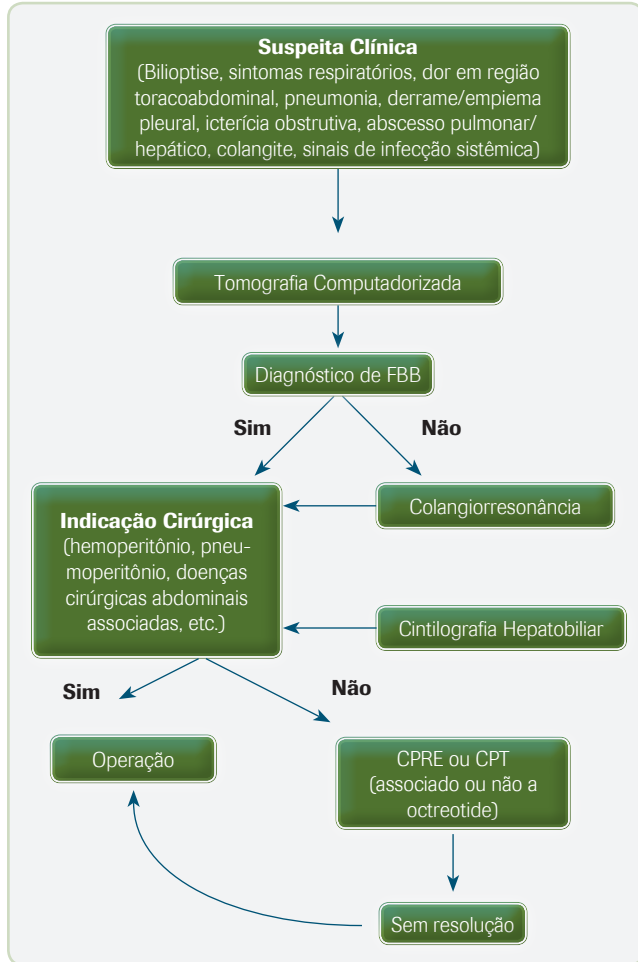 Suspeita Clínica
(Bilioptise, sintomas respiratórios, dor em região
toracoabdominal, pneumonia, derrame/empiema
pleural, icterícia obstrutiva, abscesso pulmonar/
hepático, colangite, sinais de infecção sistêmica)
Tomografia Computadorizada
Diagnóstico de FBB
Sim
Não
Indicação Cirúrgica
(hemoperitônio, pneu-
moperitônio, doenças
cirúrgicas abdominais
associadas, etc.)
Colangiorresonância
Cintilografia Hepatobiliar
Sim
Não
Operação
CPRE ou CPT
(associado ou não a
octreotide)
Sem resolução